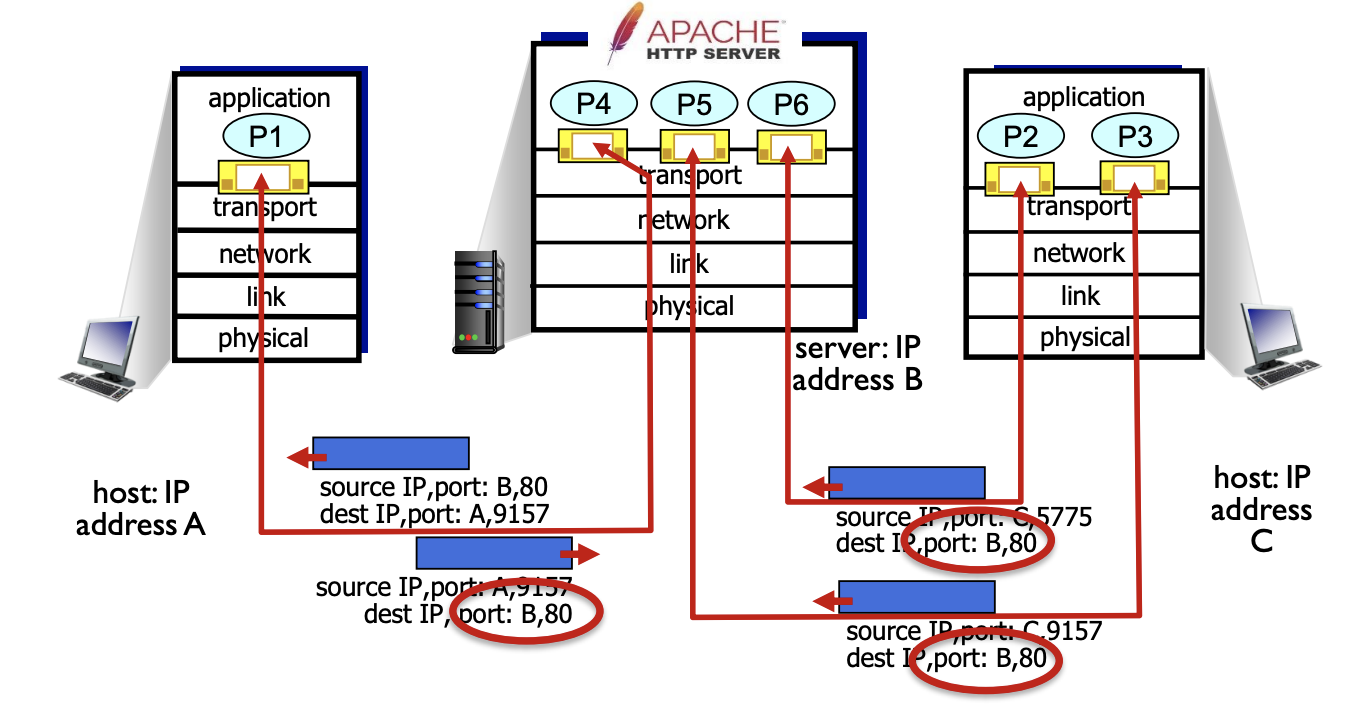 APACHE
HTTP SERVER
application
P1
transport
network
link
physical
P4 P5 P6
transport
network
link
physical
application
P2 P3
transport
network
link
physical
server: IP
address B
host: IP
address A
source IP,port: B,80
dest IP,port: A,9157
source IP,port: A,9157
dest IP, port: B,80
source IP,port: C,5775
dest IP,port: B,80
source IP,port: C,9157
dest IP,port: B,80
host: IP
address
C